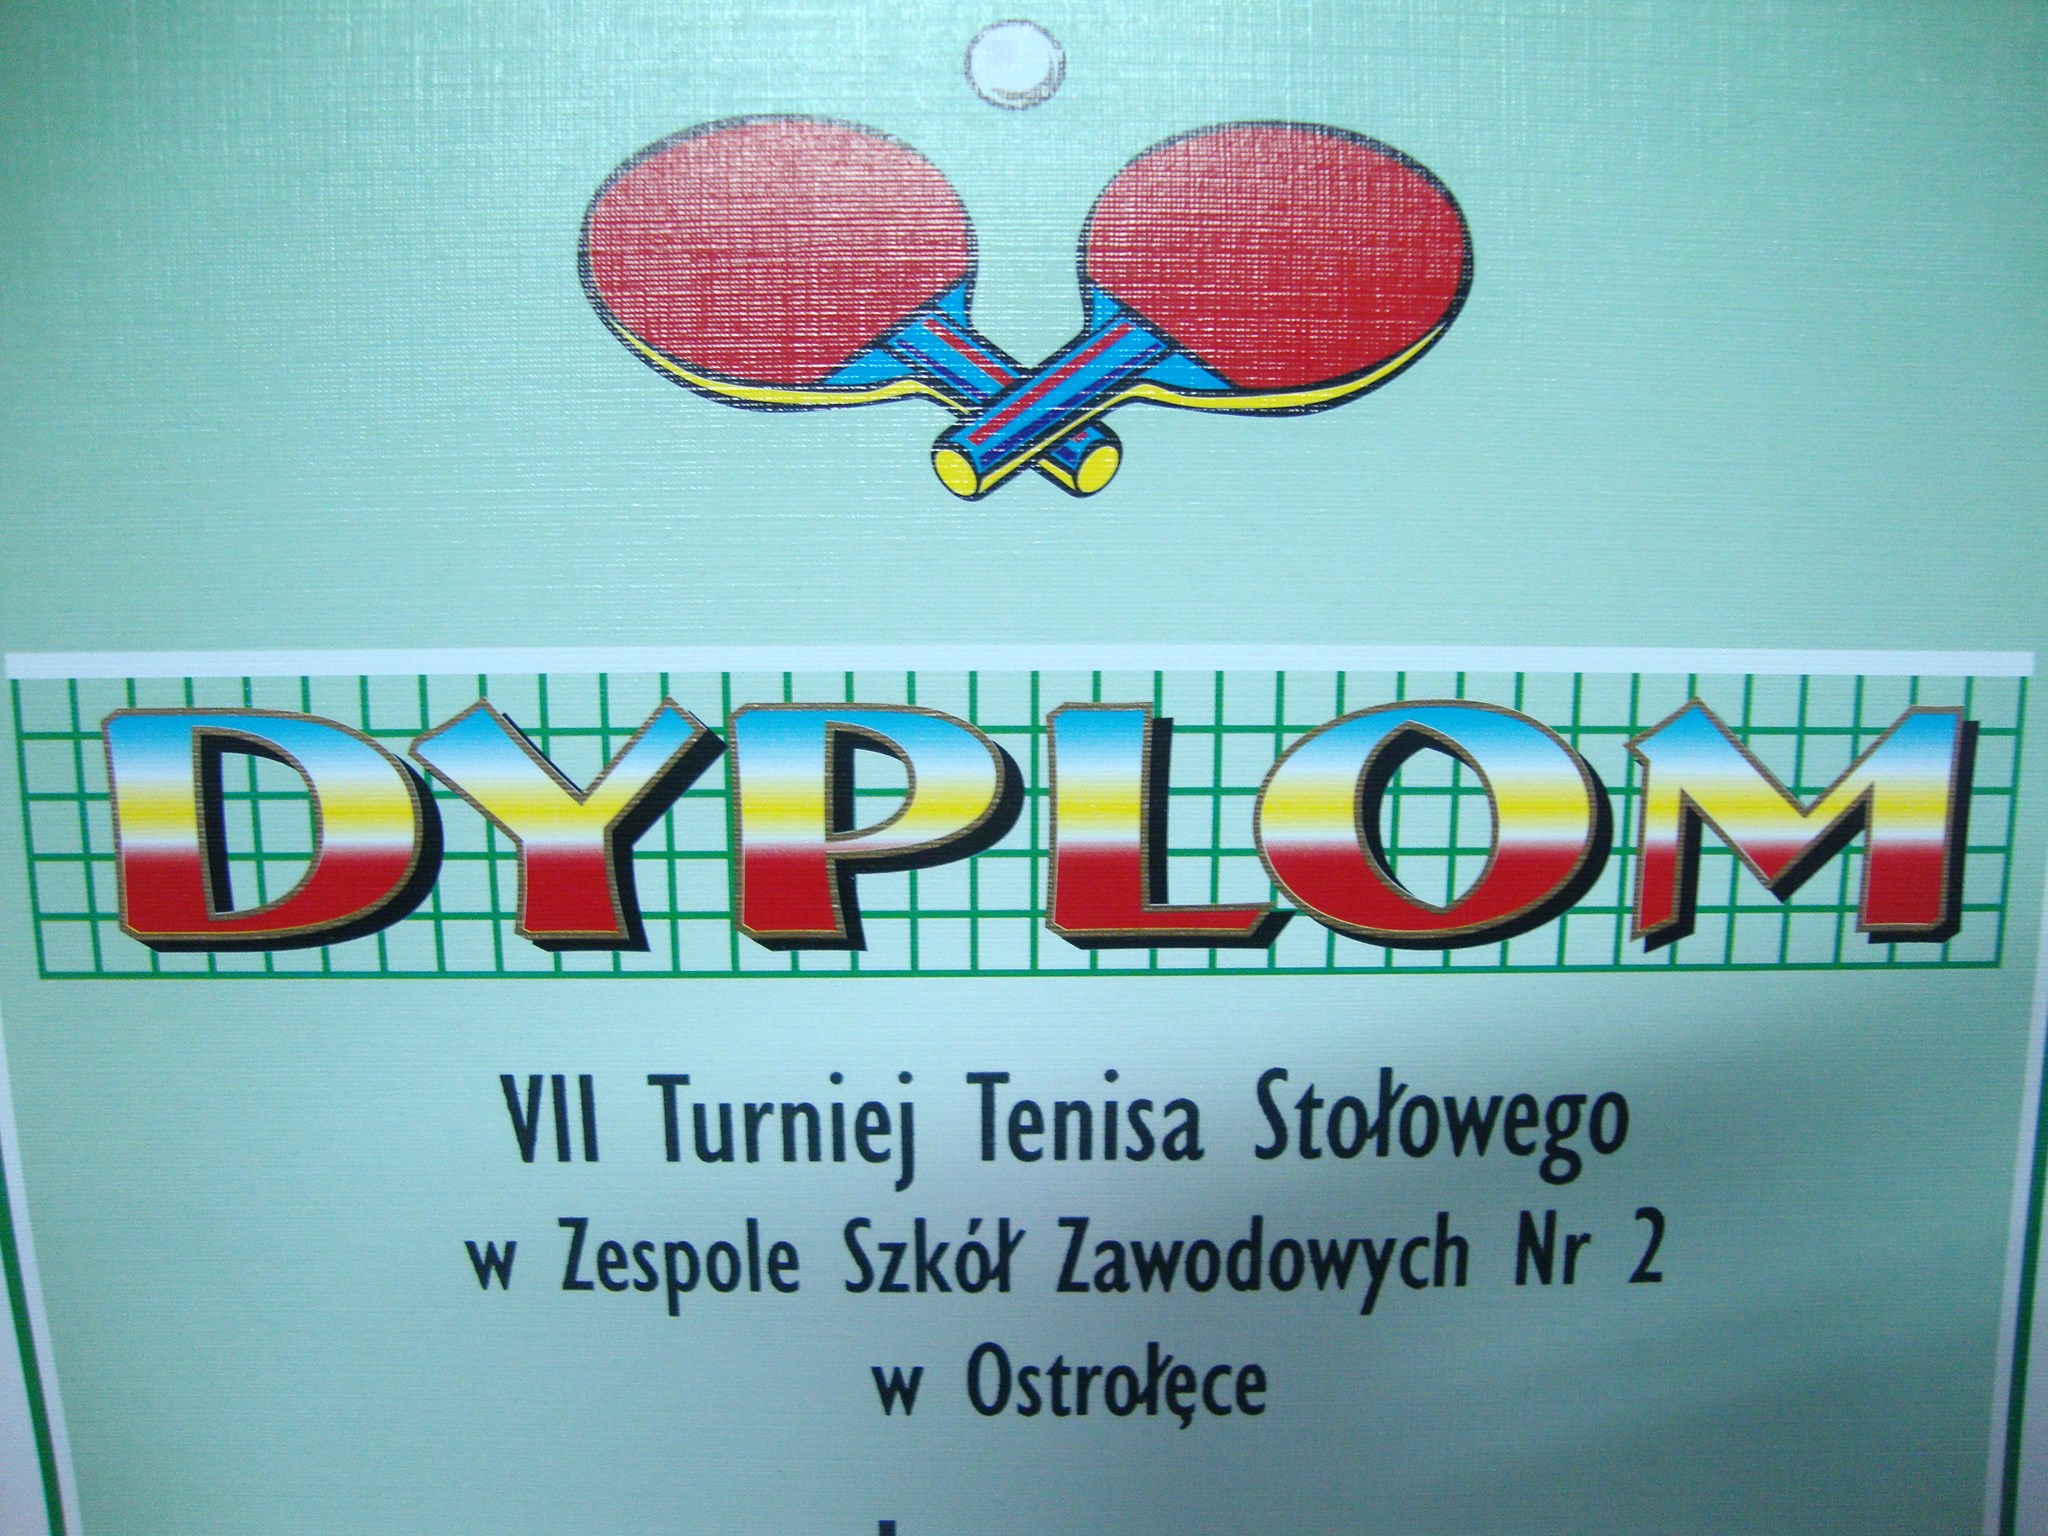 DYPLOM
VII Turniej Tenisa Stołowego
w Zespole Szkół Zawodowych Nr 2
w Ostrołęce